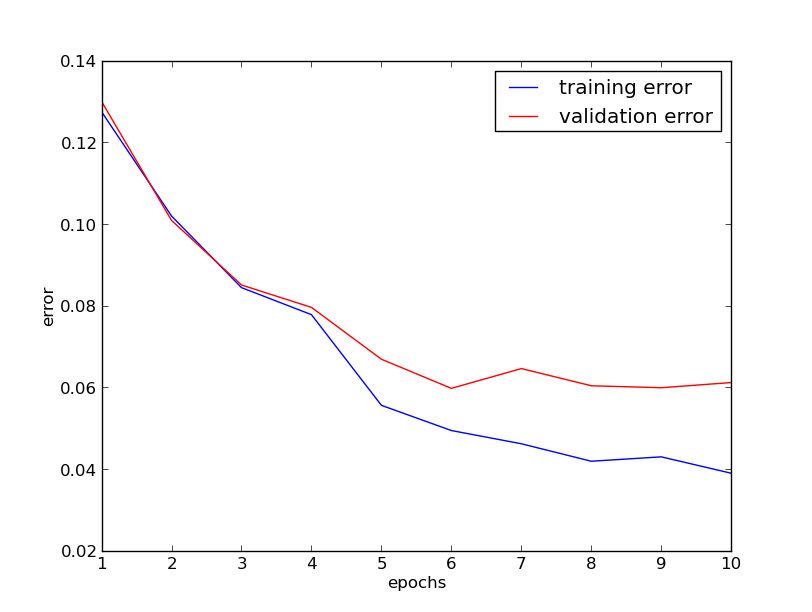 0.14
training error
validation error
0.12
0.10
0.08
error
0.06
0.04
0.02
1 2 3 4 5 6 7 8 9 10
epochs